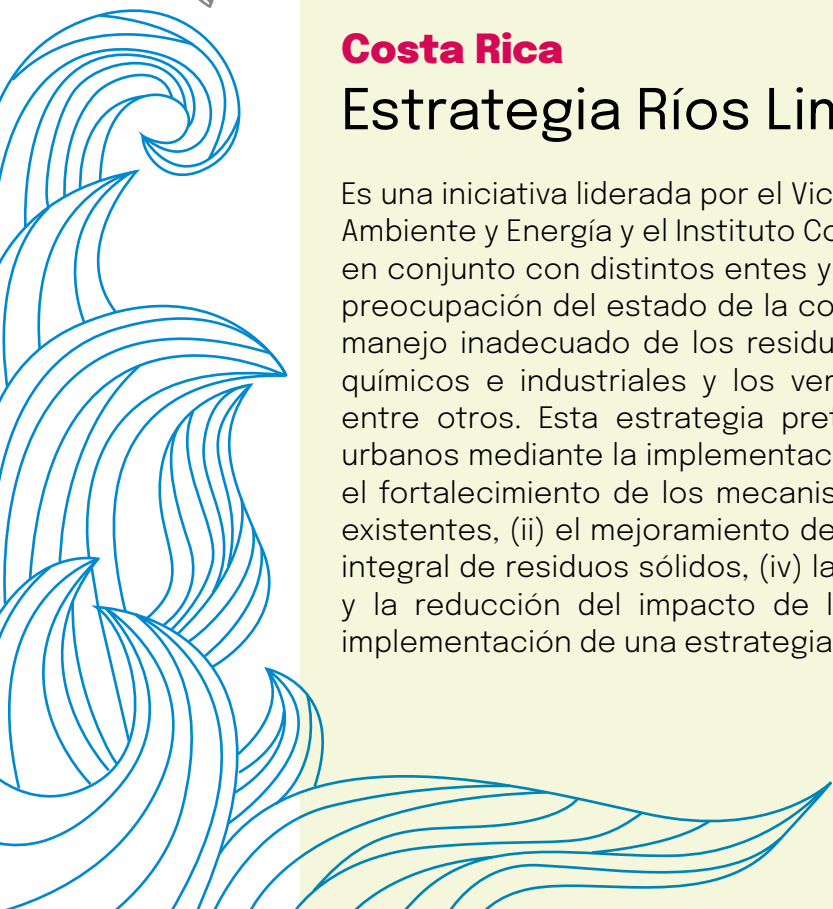 Costa Rica
Estrategia Ríos Lim
Es una iniciativa liderada por el Vic
Ambiente y Energía y el Instituto Co
en conjunto con distintos entes y
preocupación del estado de la co
manejo inadecuado de los residu
químicos e industriales y los ver
entre otros. Esta estrategia pret
urbanos mediante la implementac
el fortalecimiento de los mecanis
existentes, (ii) el mejoramiento de
integral de residuos sólidos, (iv) la
y la reducción del impacto de l
implementación de una estrategia